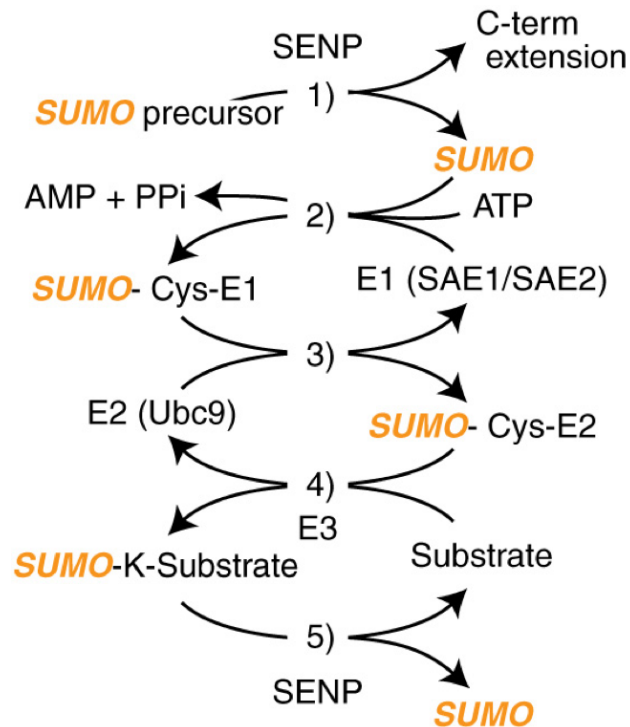 SENP
C-term
extension
SUMO precursor
1)
SUMO
AMP + PPi
2)
ATP
SUMO- Cys-E1
E1 (SAE1/SAE2)
3)
E2 (Ubc9)
SUMO- Cys-E2
4)
E3
SUMO-K-Substrate
Substrate
5)
SENP
SUMO